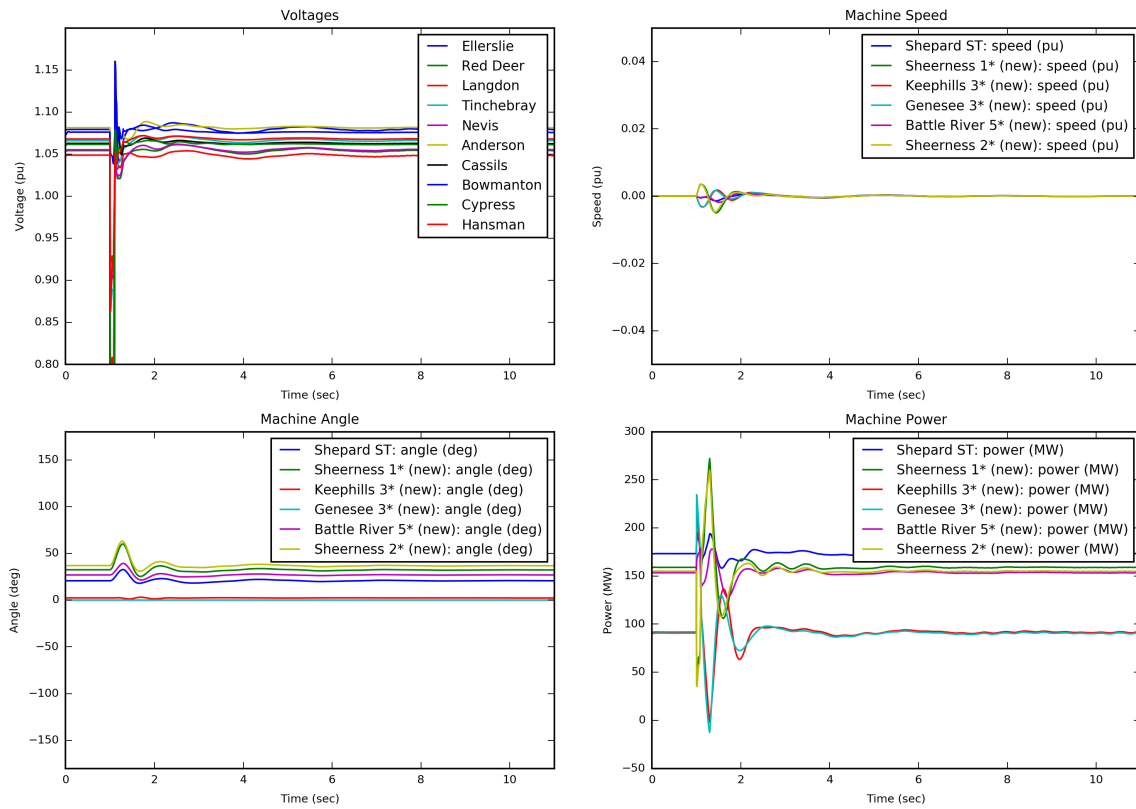 Voltages
1.15
1.10
1.05
1.00
0.95
0.90
0.85
0.80
Voltage (pu)
0 2 4 6 8 10
Time (sec)
Ellerslie
Red Deer
Langdon
Tinchebray
Nevis
Anderson
Cassils
Bowmanton
Cypress
Hansman
Machine Speed
0.04
0.02
0.00
−0.02
−0.04
Speed (pu)
0 2 4 6 8 10
Time (sec)
Shepard ST: speed (pu)
Sheerness 1* (new): speed (pu)
Keephills 3* (new): speed (pu)
Genesee 3* (new): speed (pu)
Battle River 5* (new): speed (pu)
Sheerness 2* (new): speed (pu)
Machine Angle
150
100
50
0
−50
−100
−150
Angle (deg)
0 2 4 6 8 10
Time (sec)
Shepard ST: angle (deg)
Sheerness 1* (new): angle (deg)
Keephills 3* (new): angle (deg)
Genesee 3* (new): angle (deg)
Battle River 5* (new): angle (deg)
Sheerness 2* (new): angle (deg)
Machine Power
300
250
200
150
100
50
0
−50
Power (MW)
0 2 4 6 8 10
Time (sec)
Shepard ST: power (MW)
Sheerness 1* (new): power (MW)
Keephills 3* (new): power (MW)
Genesee 3* (new): power (MW)
Battle River 5* (new): power (MW)
Sheerness 2* (new): power (MW)